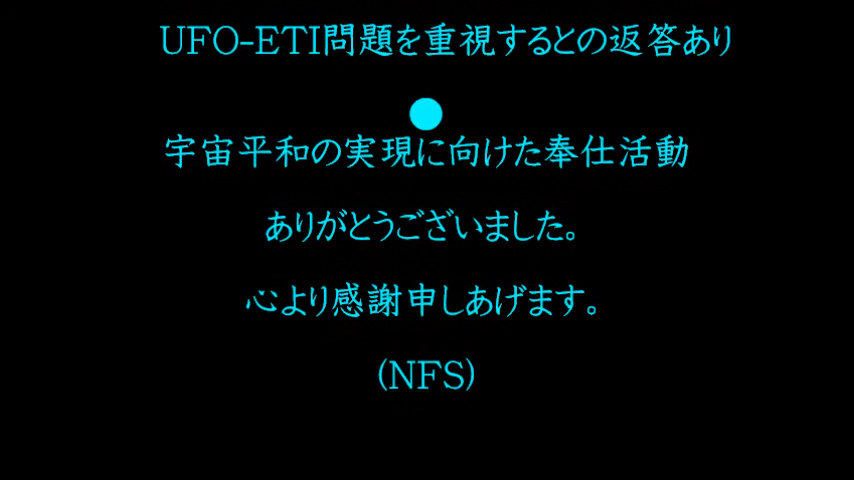 UFO-ETI問題を重視するとの返答あり
宇宙平和の実現に向けた奉仕活動
ありがとうございました。
心より感謝申しあげます。
(NFS)